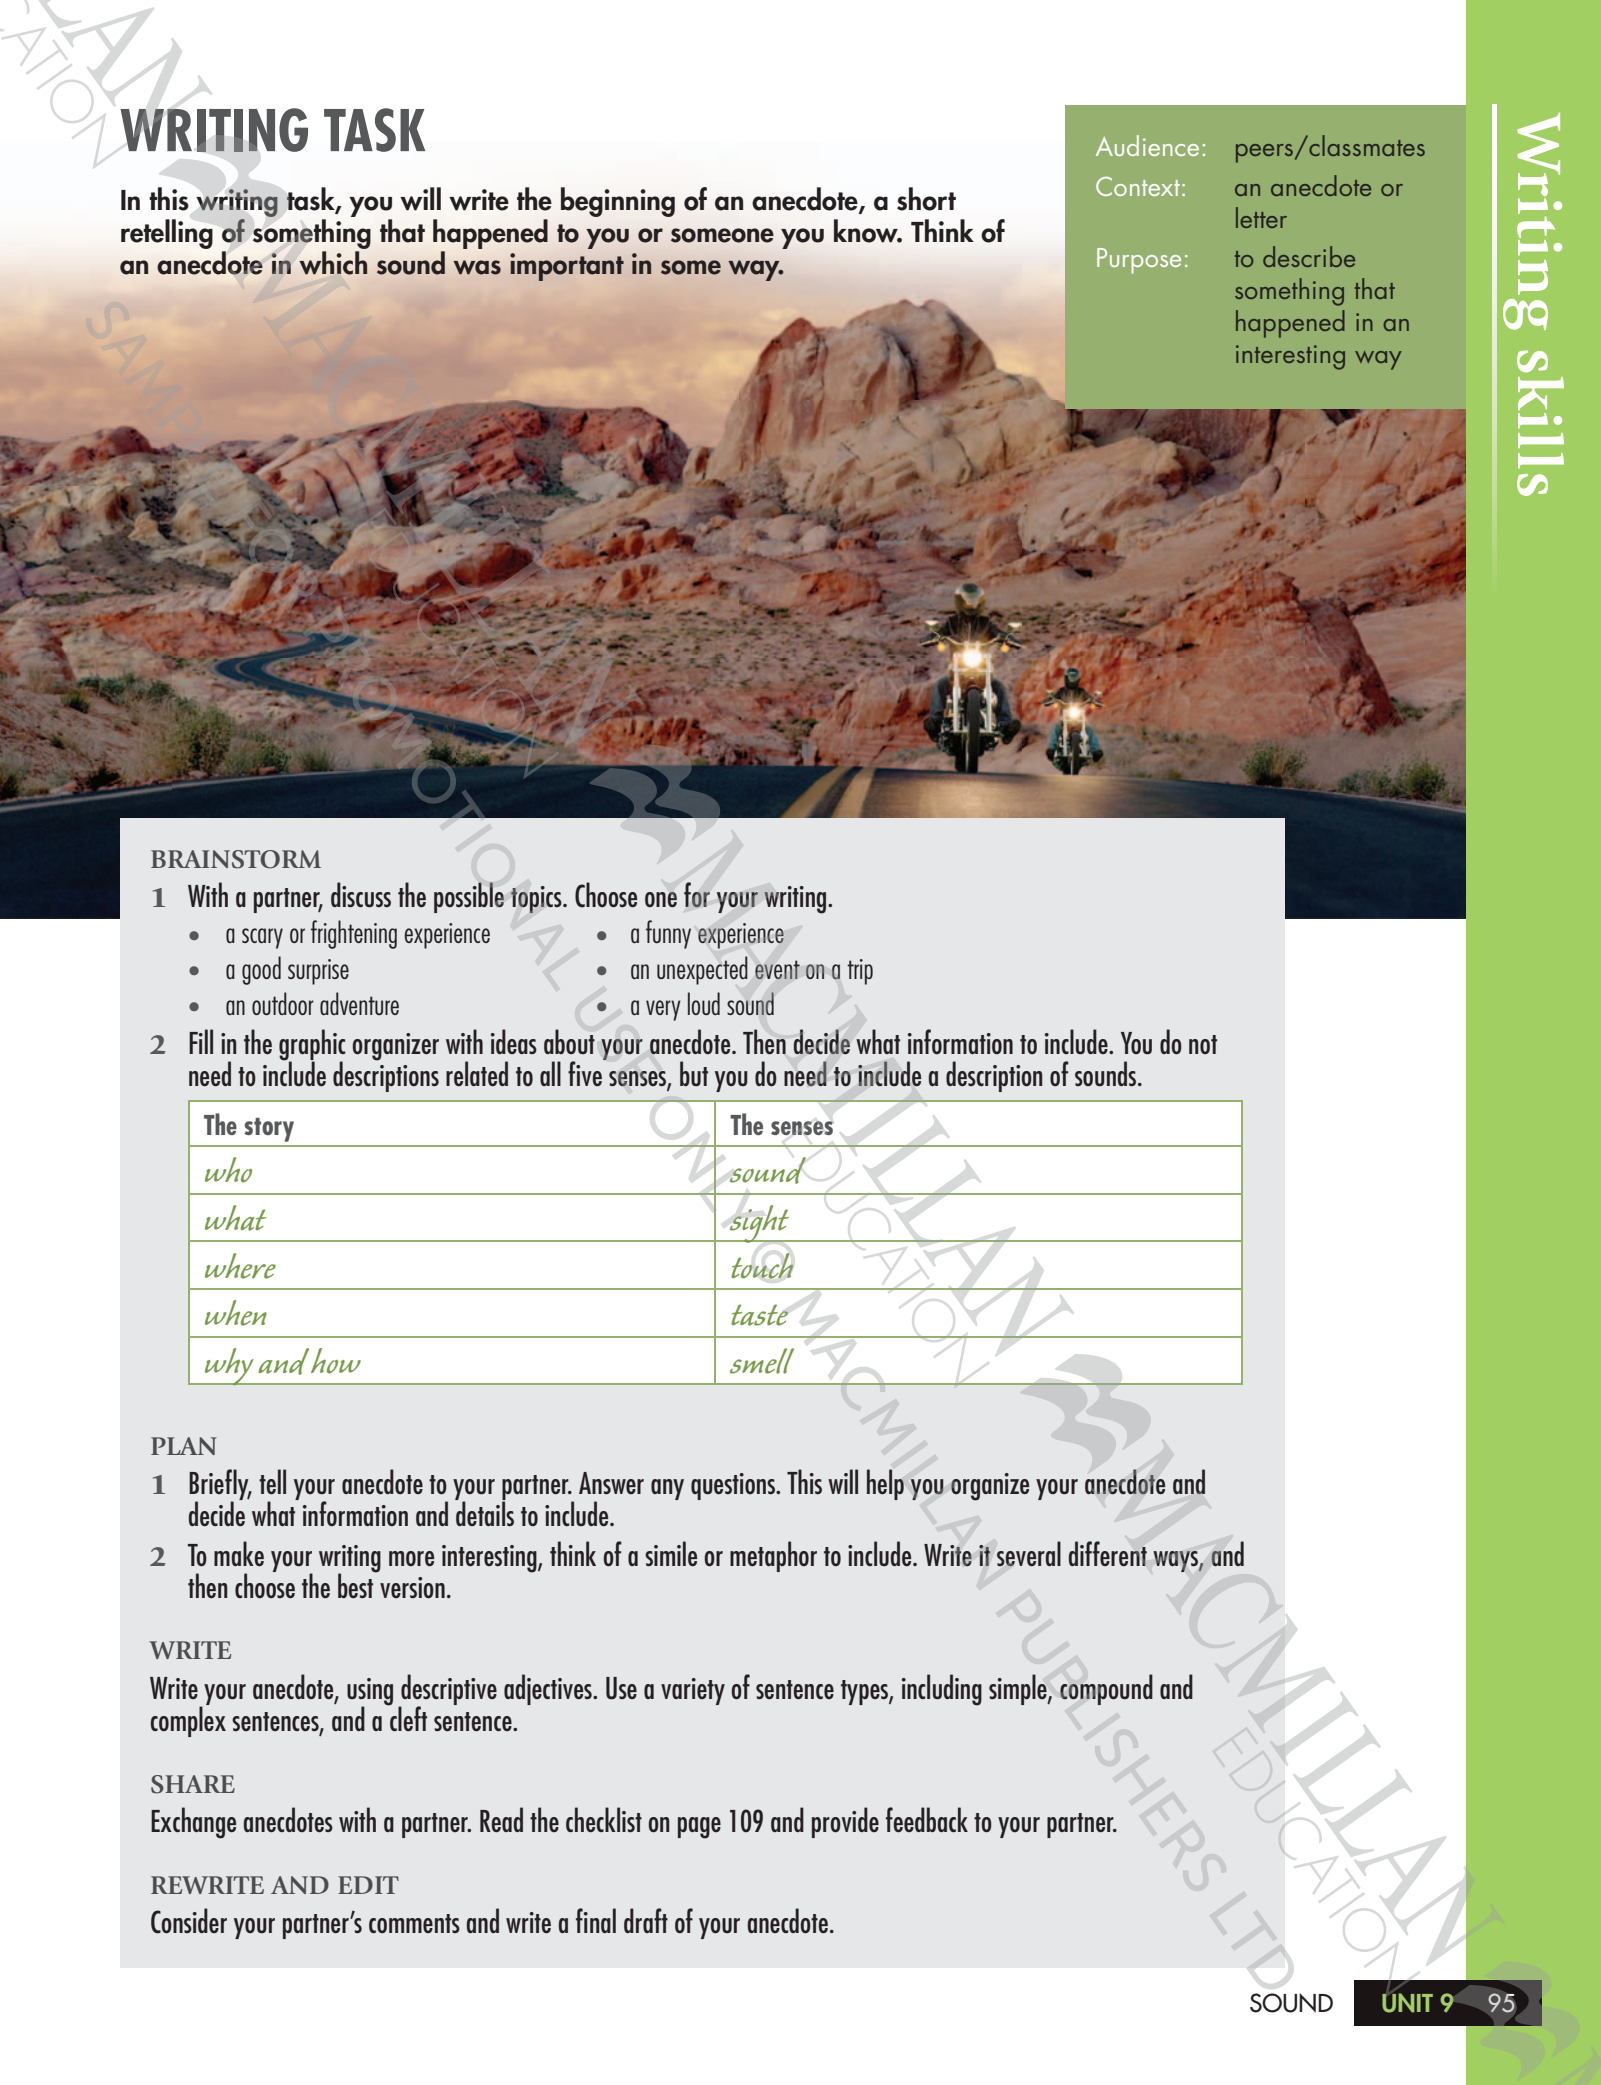 WRITING TASK
In this writing task, you will write the beginning of an anecdote, a short
retelling of something that happened to you or someone you know. Think of
an anecdote in which sound was important in some way.
Audience: peers/classmates
Context: an anecdote or
letter
Purpose: to describe
something that
happened in an
interesting way
Writing skills
BRAINSTORM
1 With a partner, discuss the possible topics. Choose one for your writing.
• a scary or frightening experience
• a good surprise
• an outdoor adventure
• a funny experience
• an unexpected event on a trip
• a very loud sound
2 Fill in the graphic organizer with ideas about your anecdote. Then decide what information to include. You do not
need to include descriptions related to all five senses, but you do need to include a description of sounds.
The story The senses
who sound
what sight
where touch
when taste
why and how smell
PLAN
1 Briefly, tell your anecdote to your partner. Answer any questions. This will help you organize your anecdote and
decide what information and details to include.
2 To make your writing more interesting, think of a simile or metaphor to include. Write it several different ways, and
then choose the best version.
WRITE
Write your anecdote, using descriptive adjectives. Use a variety of sentence types, including simple, compound and
complex sentences, and a cleft sentence.
SHARE
Exchange anecdotes with a partner. Read the checklist on page 109 and provide feedback to your partner.
REWRITE AND EDIT
Consider your partner's comments and write a final draft of your anecdote.
SOUND UNIT 9 95
SAMPLE FOR PROMOTIONAL USE ONLY © MACMILLAN PUBLISHERS LTD
MACMILLAN
EDUCATION
MACMILLAN
EDUCATION
MACMILLAN
EDUCATION